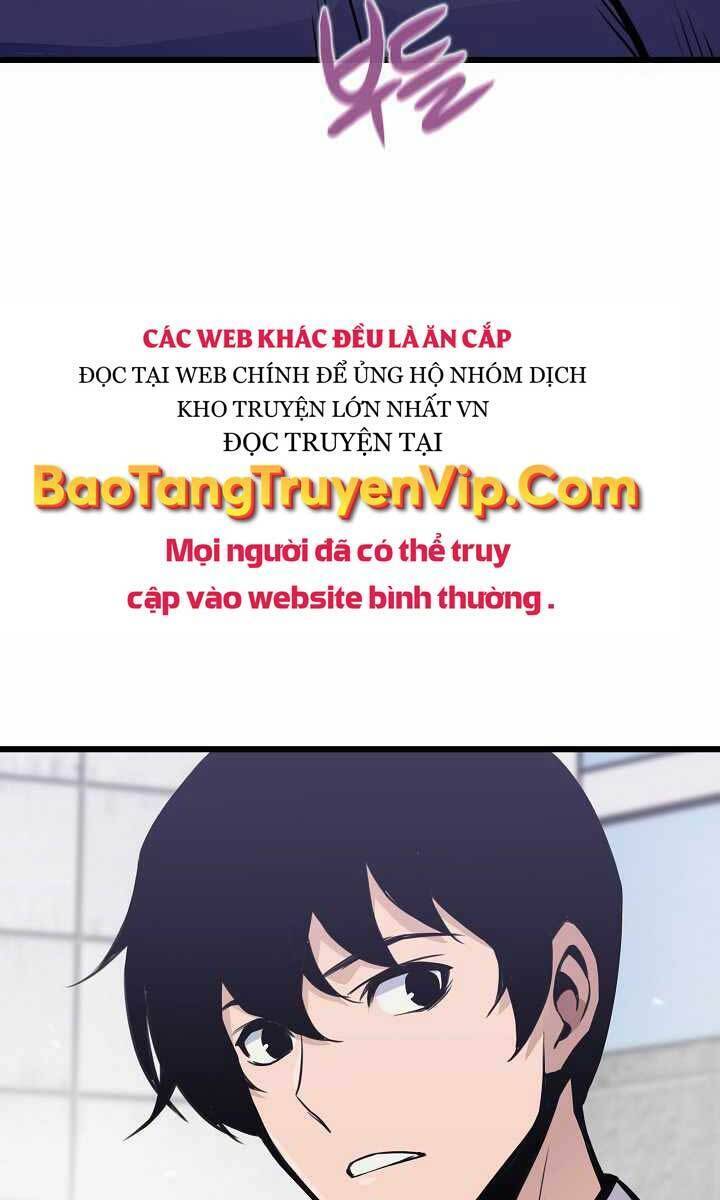 부들
CÁC WEB KHÁC ĐỀU LÀ ĂN CẮP
ĐỌC TẠI WEB CHÍNH ĐỂ ỦNG HỘ NHÓM DỊCH
KHO TRUYỆN LỚN NHẤT VN
ĐỌC TRUYỆN TẠI
BaoTangTruyenVip.Com
Mọi người đã có thể truy
cập vào website bình thường .